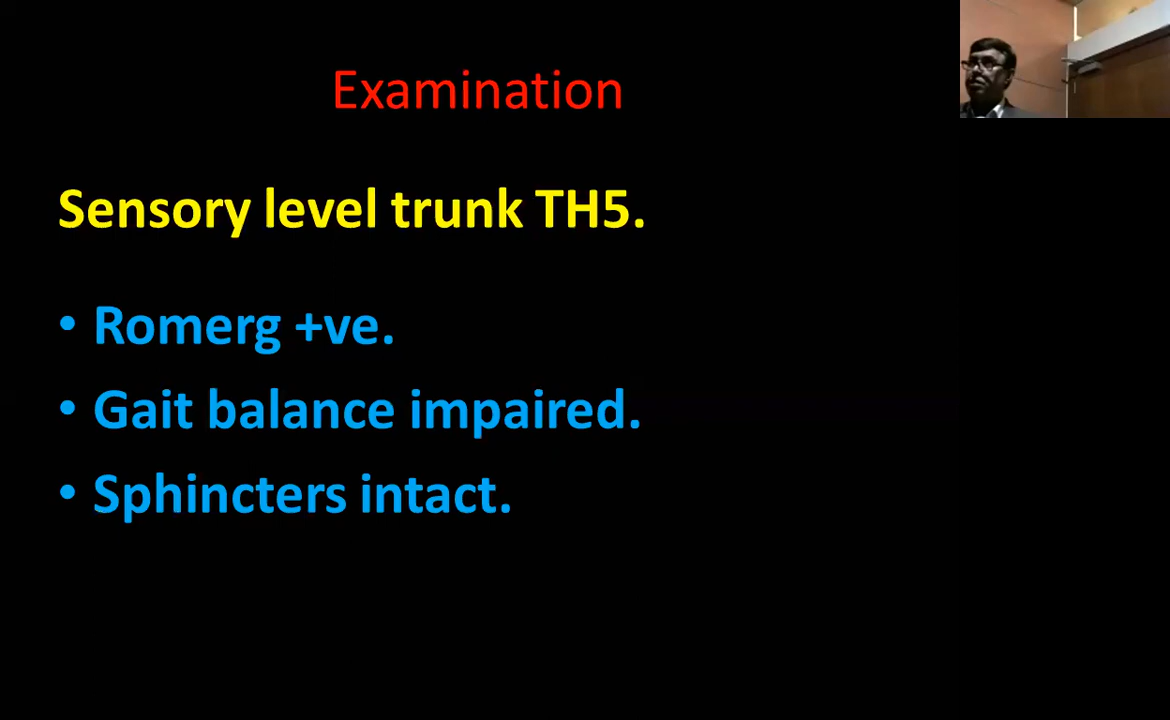 Examination
Sensory level trunk TH5.
• Romerg +ve.
• Gait balance impaired.
• Sphincters intact.